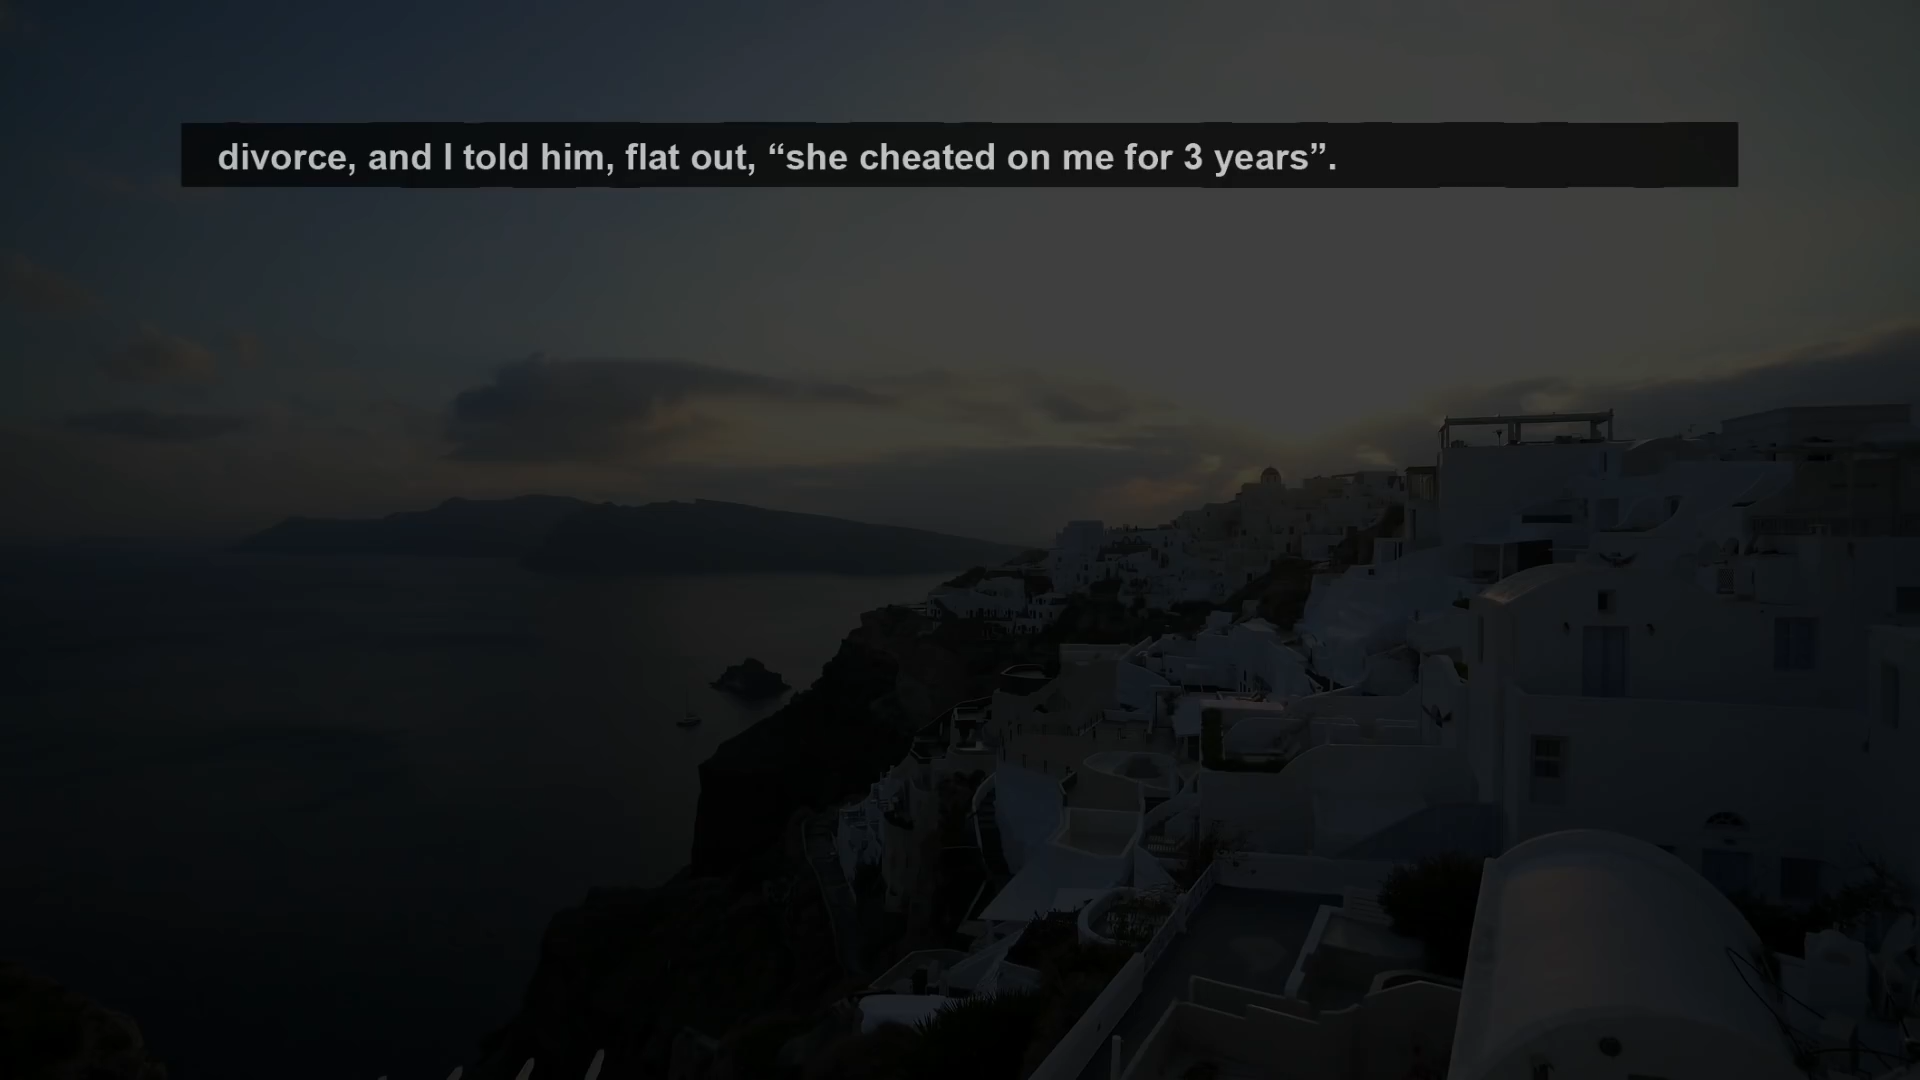 divorce, and I told him, flat out, “she cheated on me for 3 years”.